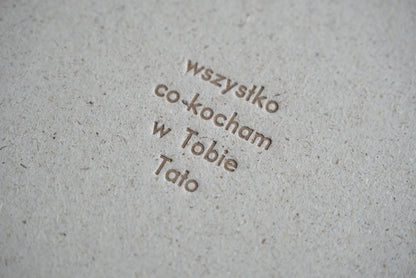 wszystko
co kocham
w Tobie
Tato